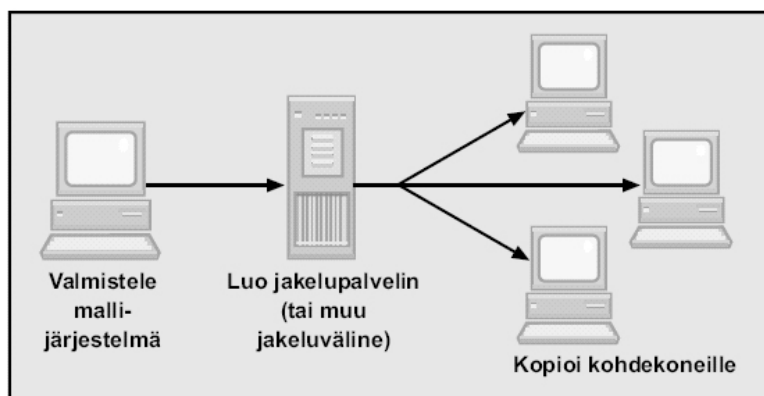 Valmistele
malli-
järjestelmä
Luo jakelupalvelin
(tai muu
jakeluväline)
Kopioi kohdekoneille